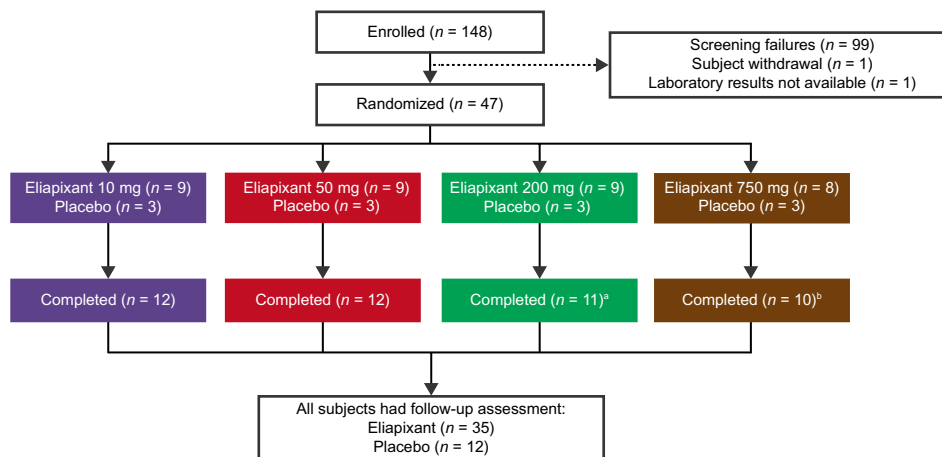 Enrolled (n = 148)
Screening failures (n = 99)
Subject withdrawal (n = 1)
Laboratory results not available (n = 1)
Randomized (n = 47)
Eliapixant 10 mg (n = 9)
Placebo (n = 3)
Eliapixant 50 mg (n = 9)
Placebo (n = 3)
Eliapixant 200 mg (n = 9)
Placebo (n = 3)
Eliapixant 750 mg (n = 8)
Placebo (n = 3)
Completed (n = 12)
Completed (n = 12)
Completed (n = 11)ᵃ
Completed (n = 10)ᵇ
All subjects had follow-up assessment:
Eliapixant (n = 35)
Placebo (n = 12)